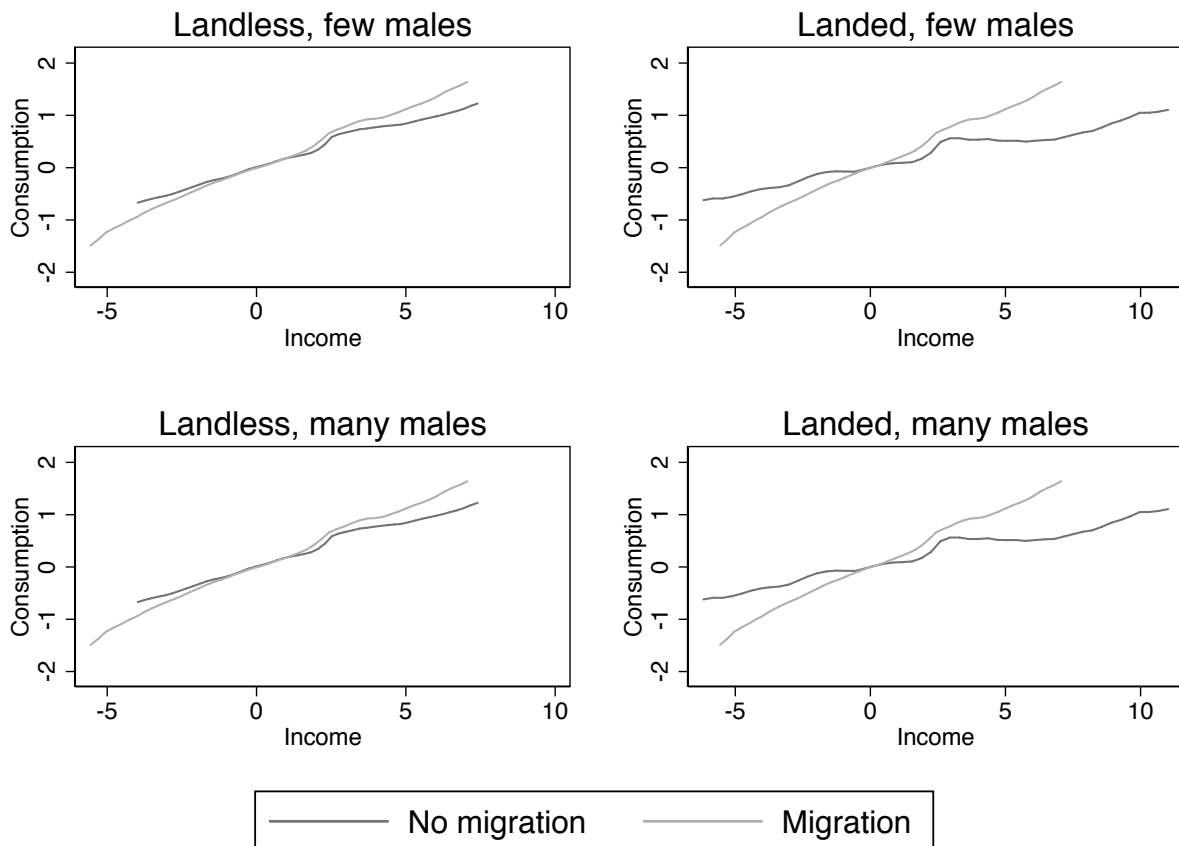 Landless, few males
Consumption
2
1
0
-1
-2
-5
0
5
10
Income
Landed, few males
Consumption
2
1
0
-1
-2
-5
0
5
10
Income
Landless, many males
Consumption
2
1
0
-1
-2
-5
0
5
10
Income
Landed, many males
Consumption
2
1
0
-1
-2
-5
0
5
10
Income
No migration
Migration